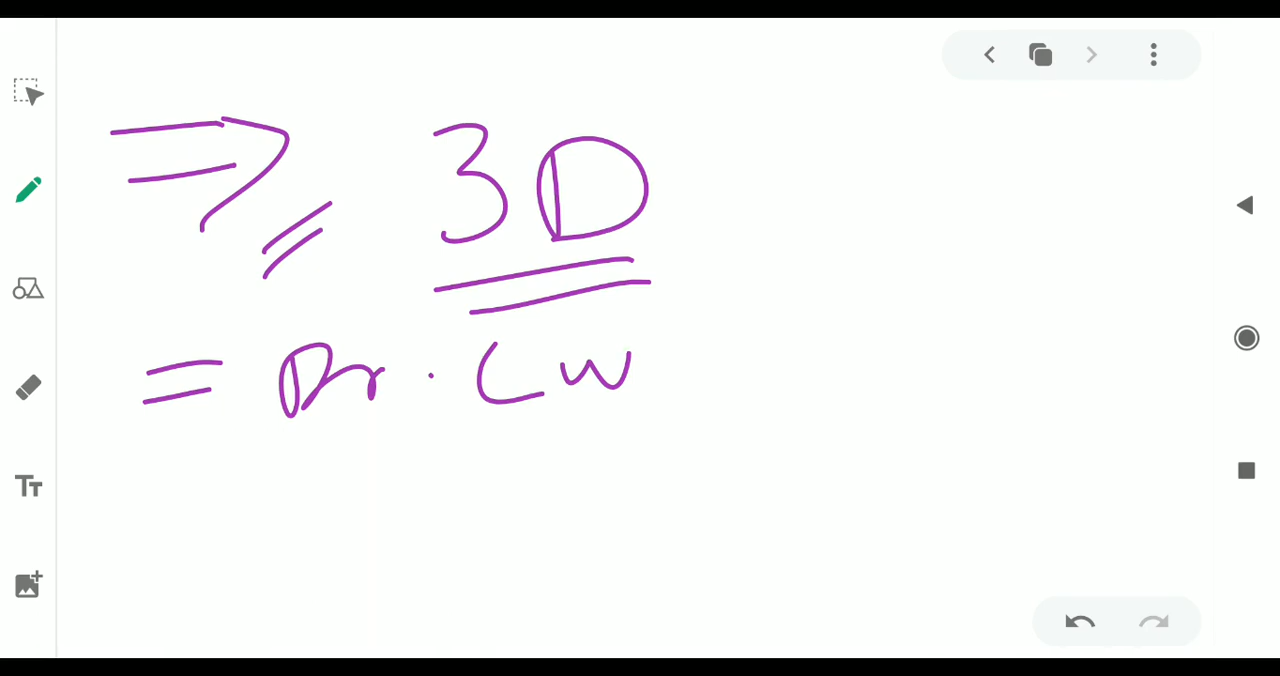 ⇒ 3D
= Dr. Cw